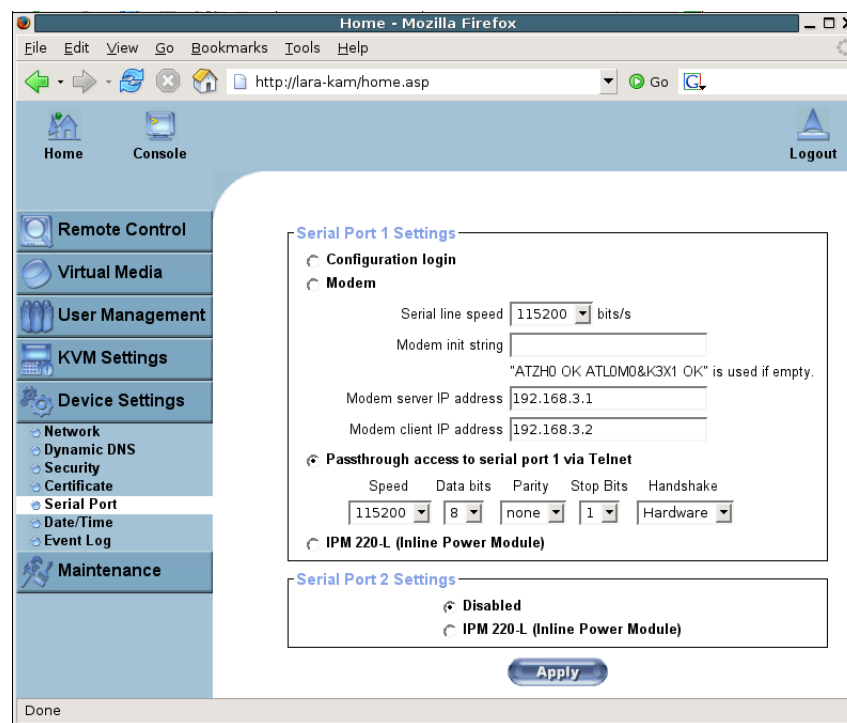 Home - Mozilla Firefox
File Edit View Go Bookmarks Tools Help
http://lara-kam/home.asp Go G
Home Console Logout
Remote Control
Virtual Media
User Management
KVM Settings
Device Settings
Network
Dynamic DNS
Security
Certificate
Serial Port
Date/Time
Event Log
Maintenance
Serial Port 1 Settings
Configuration login
Modem
Serial line speed 115200 bits/s
Modem init string
"ATZH0 OK ATL0M0&K3X1 OK" is used if empty.
Modem server IP address 192.168.3.1
Modem client IP address 192.168.3.2
Passthrough access to serial port 1 via Telnet
Speed Data bits Parity Stop Bits Handshake
115200 8 none 1 Hardware
IPM 220-L (Inline Power Module)
Serial Port 2 Settings
Disabled
IPM 220-L (Inline Power Module)
Apply
Done